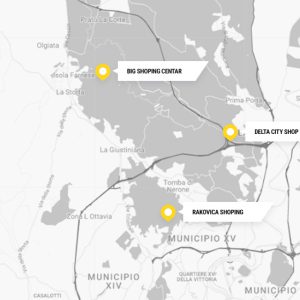 Prato La Corte
Olgiata
Isola Farnese
BIG SHOPING CENTAR
La Storta
Prima Porta
DELTA CITY SHOP
La Giustiniana
Tomba di
Nerone
RAKOVICA SHOPING
Zona L Ottavia
MUNICIPIO XV
MUNICIPIO
XIV
QUARTIERE XV
DELLA VITTORIA
CASALOTTI